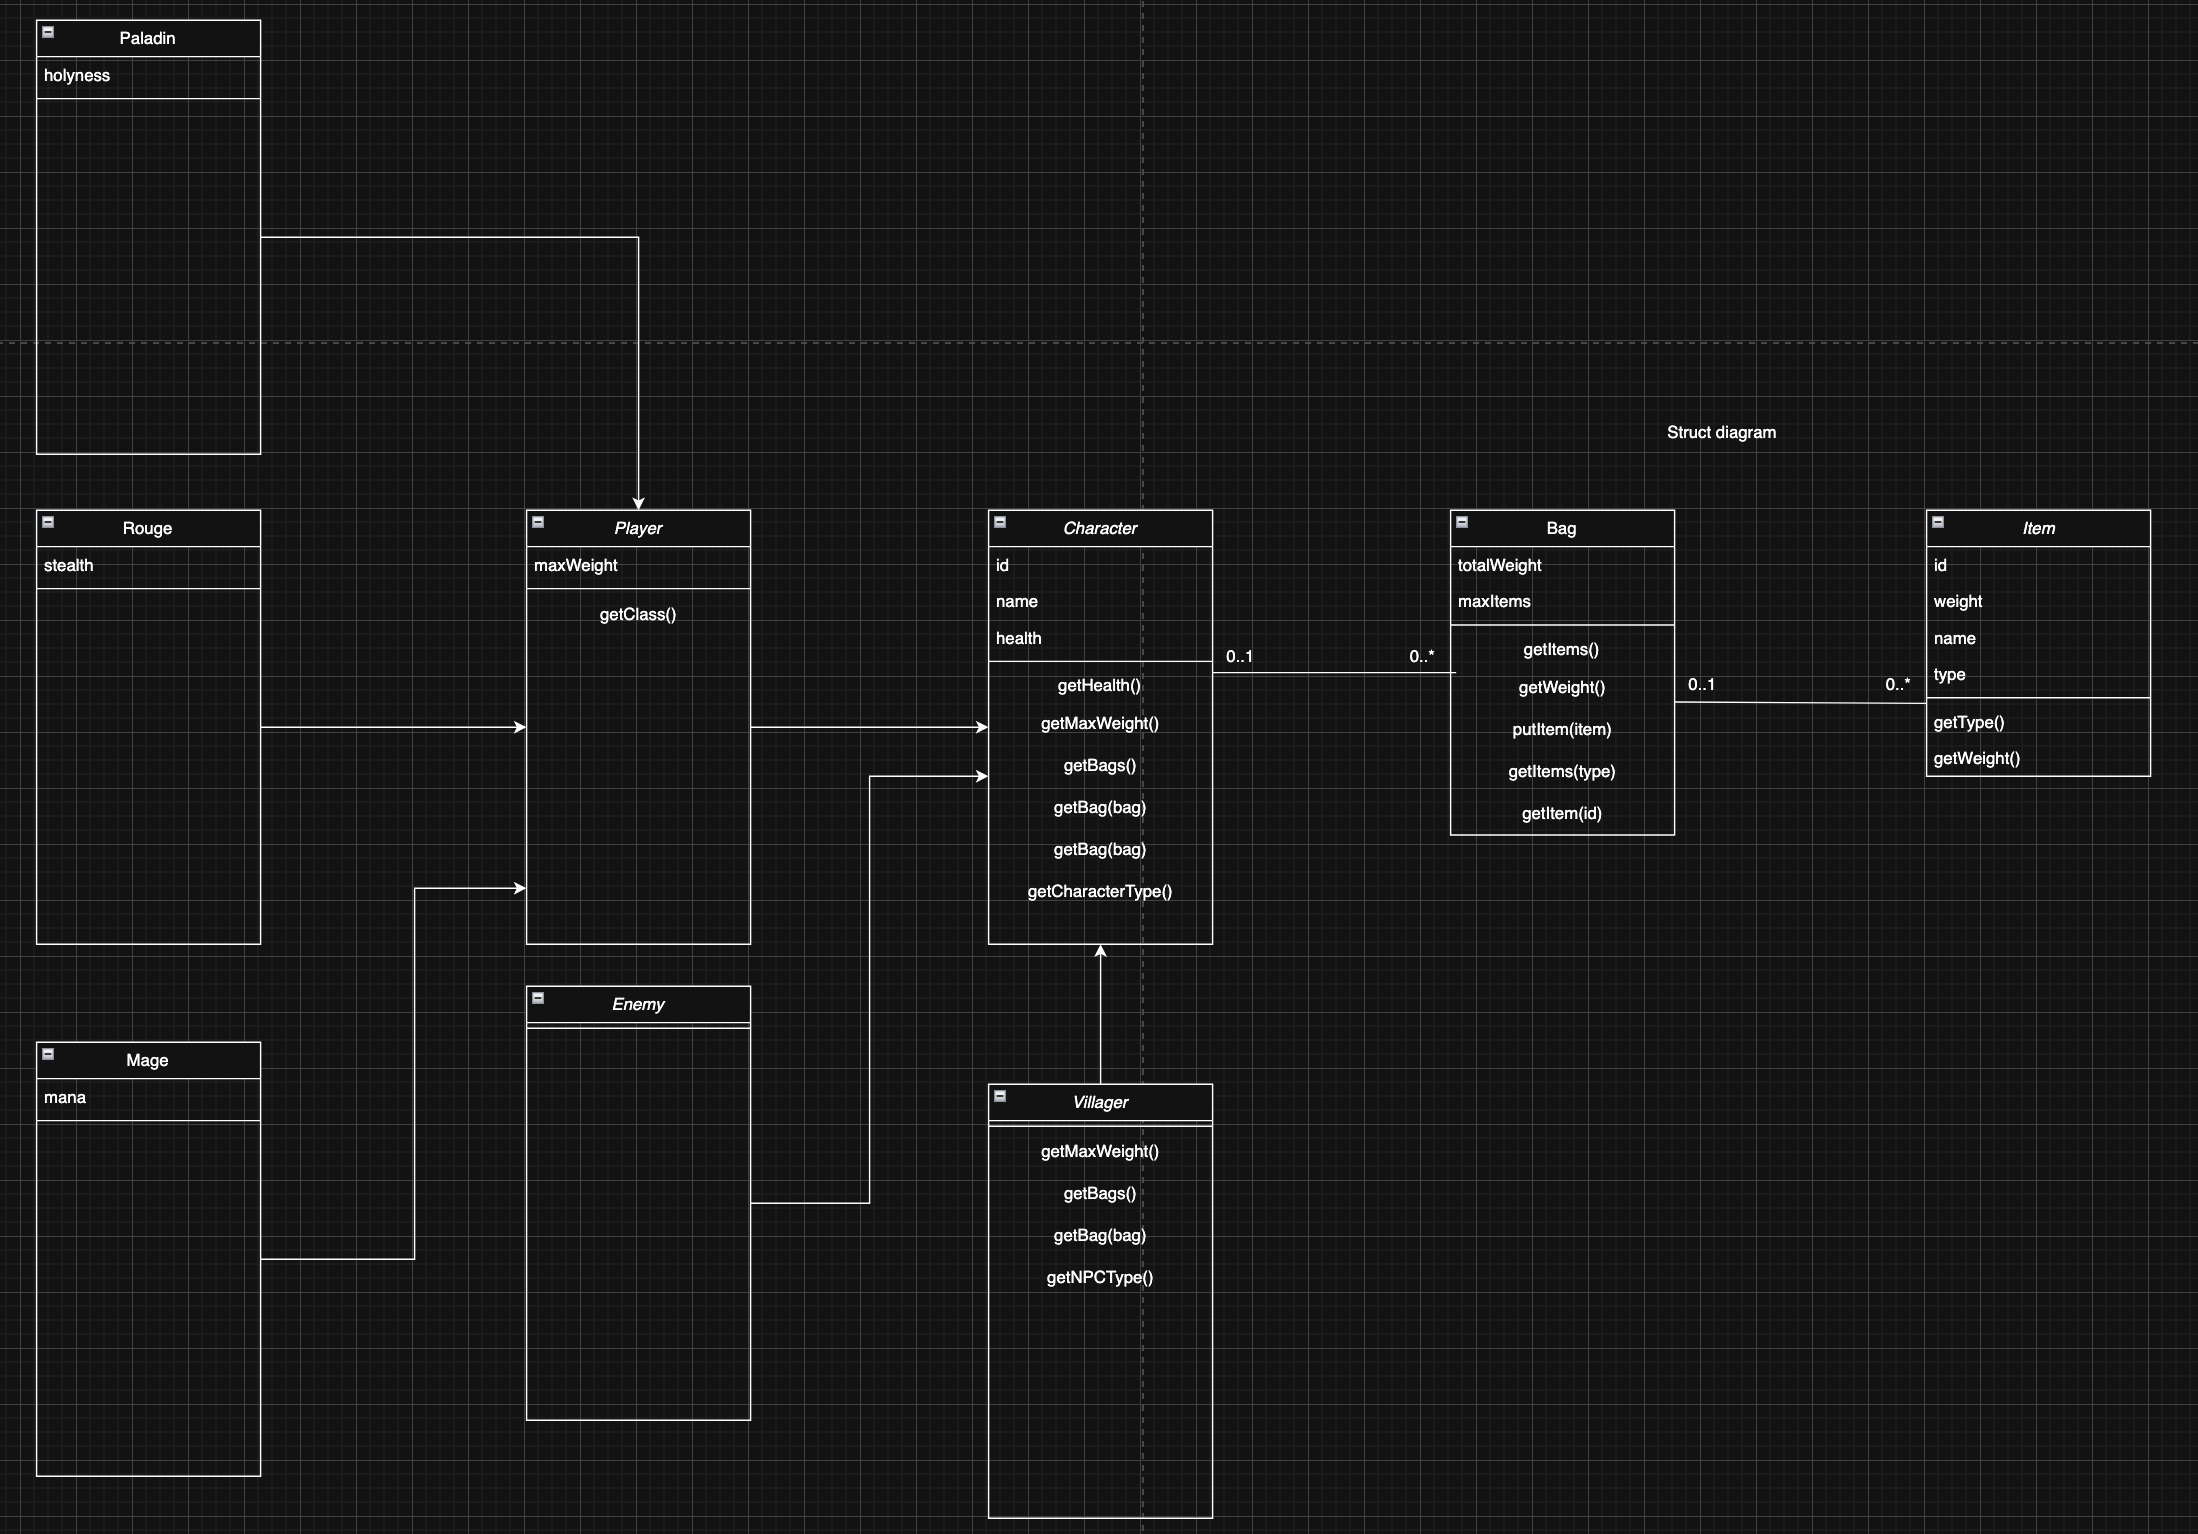 Paladin
holyness
Struct diagram
Rouge
stealth
Player
maxWeight
getClass()
Character
id
name
health
getHealth()
getMaxWeight()
getBags()
getBag(bag)
getBag(bag)
getCharacterType()
0..1
0..*
Bag
totalWeight
maxItems
getItems()
getWeight()
putItem(item)
getItems(type)
getItem(id)
0..1
0..*
Item
id
weight
name
type
getType()
getWeight()
Mage
mana
Enemy
Villager
getMaxWeight()
getBags()
getBag(bag)
getNPCType()